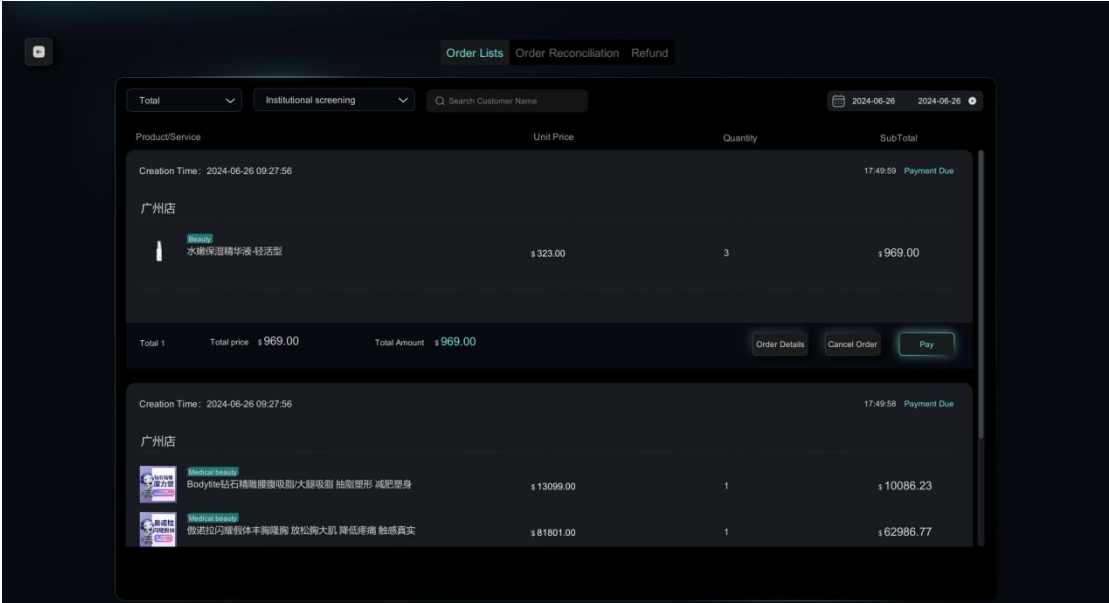 Order Lists Order Reconciliation Refund
Total Institutional screening Search Customer Name 2024-06-26 2024-06-26
Product/Service Unit Price Quantity SubTotal
Creation Time: 2024-06-26 09:27:56 17:49:59 Payment Due
广州店
Beauty
水嫩保湿精华液-轻活型 $ 323.00 3 $ 969.00
Total 1 Total price $ 969.00 Total Amount $ 969.00 Order Details Cancel Order Pay
Creation Time: 2024-06-26 09:27:56 17:49:58 Payment Due
广州店
Medical beauty
Bodytite钻石精雕腰腹吸脂/大腿吸脂 抽脂塑形 减肥塑身 $ 13099.00 1 $ 10086.23
Medical beauty
傲诺拉闪耀假体丰胸隆胸 放松胸大肌 降低疼痛 触感真实 $ 81801.00 1 $ 62986.77